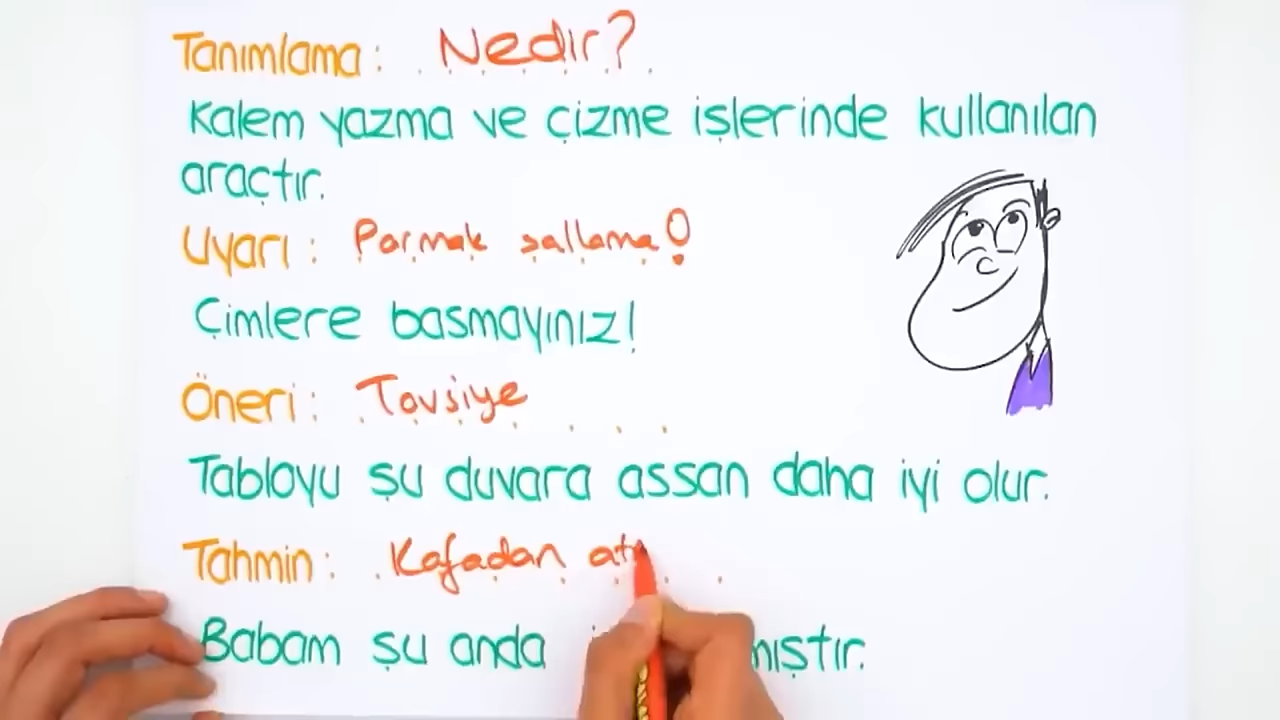 Tanımlama: Nedir?
Kalem yazma ve çizme işlerinde kullanılan
araçtır.
Uyarı: Parmak sallama!
Çimlere basmayınız!
Öneri: Tavsiye
Tabloyu şu duvara assan daha iyi olur.
Tahmin: Kafadan
Babam şu anda